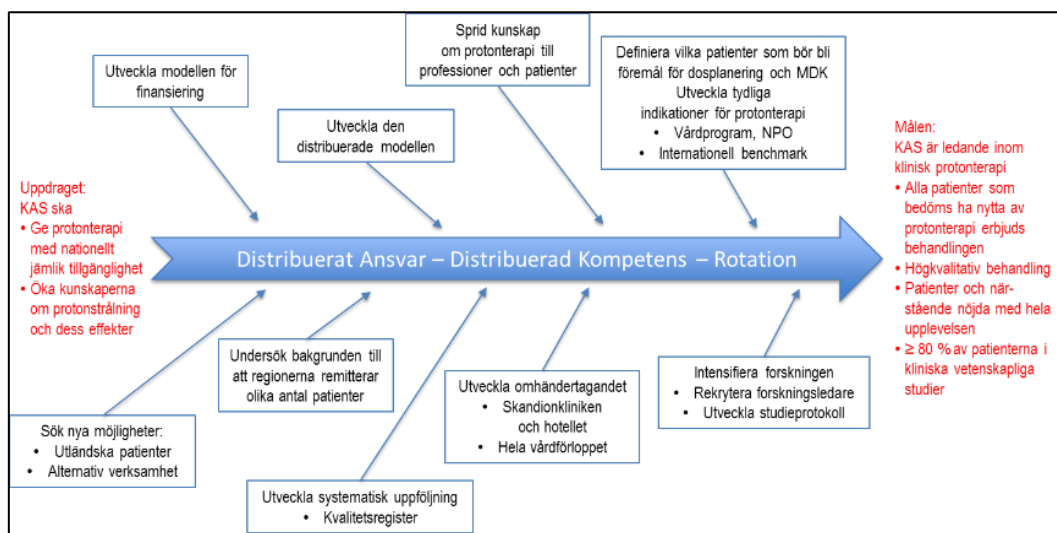 Utveckla modellen för
finansiering
Utveckla den
distribuerade modellen
Sprid kunskap
om protonterapi till
professioner och patienter
Definiera vilka patienter som bör bli
föremål för dosplanering och MDK
Utveckla tydliga
indikationer för protonterapi
• Vårdprogram, NPO
• Internationell benchmark
Uppdraget:
KAS ska
• Ge protonterapi
med nationellt
jämlik tillgänglighet
• Öka kunskaperna
om protonstrålning
och dess effekter
Distribuerat Ansvar – Distribuerad Kompetens – Rotation
Målen:
KAS är ledande inom
klinisk protonterapi
• Alla patienter som
bedöms ha nytta av
protonterapi erbjuds
behandlingen
• Högkvalitativ behandling
• Patienter och när-
stående nöjda med hela
upplevelsen
• ≥ 80 % av patienterna i
kliniska vetenskapliga
studier
Sök nya möjligheter:
• Utländska patienter
• Alternativ verksamhet
Undersök bakgrunden till
att regionerna remitterar
olika antal patienter
Utveckla systematisk uppföljning
• Kvalitetsregister
Utveckla omhändertagandet
• Skandionkliniken
och hotellet
• Hela vårdförloppet
Intensifiera forskningen
• Rekrytera forskningsledare
• Utveckla studieprotokoll